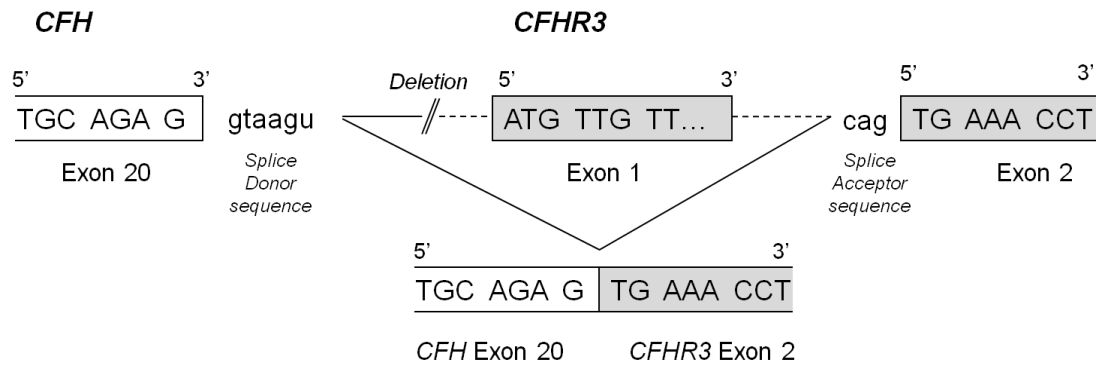 CFH CFHR3
5’ 3’ Deletion 5’ 3’ 5’ 3’
TGC AGA G gtaagu ATG TTG TT... cag TG AAA CCT
Exon 20 Splice Exon 1 Splice Exon 2
Donor Acceptor
sequence sequence
5’ 3’
TGC AGA G TG AAA CCT
CFH Exon 20 CFHR3 Exon 2